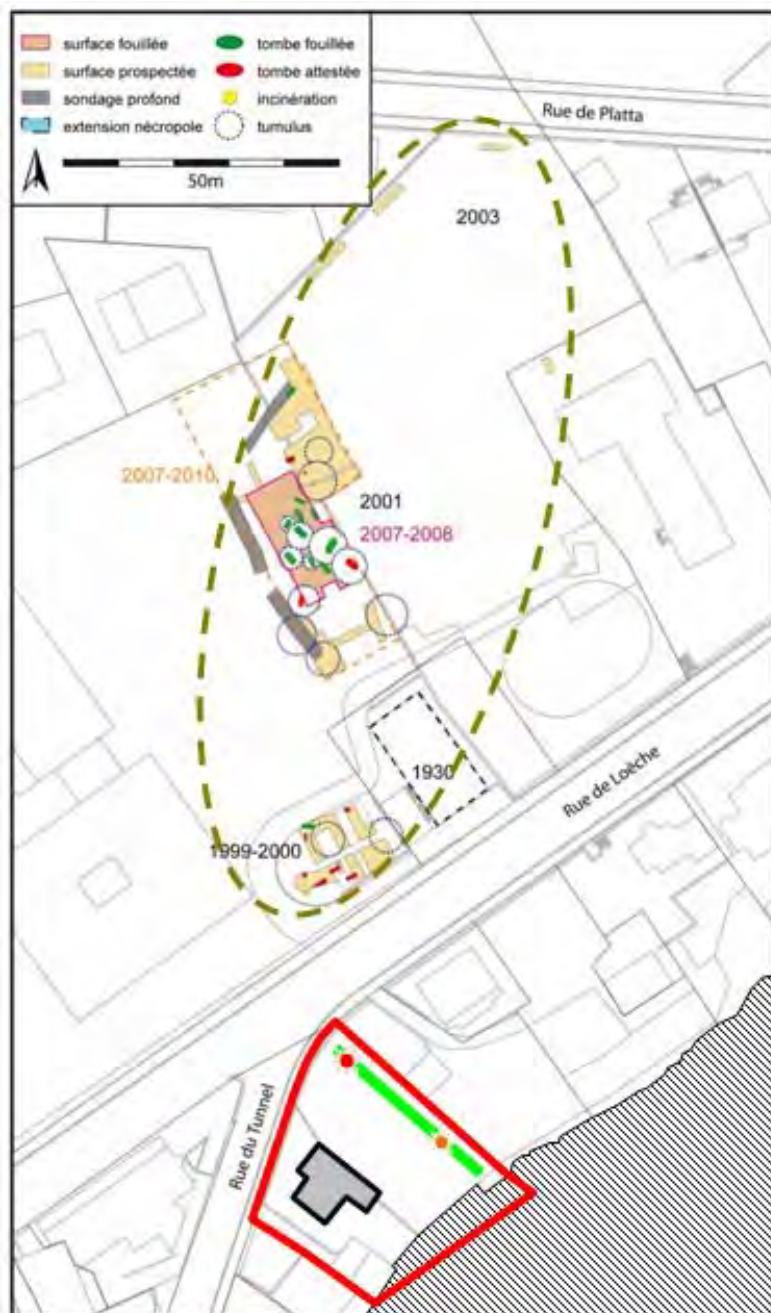 surface fouillée
surface prospectée
sondage profond
extension nécropole
tombe fouillée
tombe attestée
incinération
tumulus
50m
Rue de Platta
2003
2007-2010
2001
2007-2008
1930
Rue de Loèche
1999-2000
Rue du Tunnel